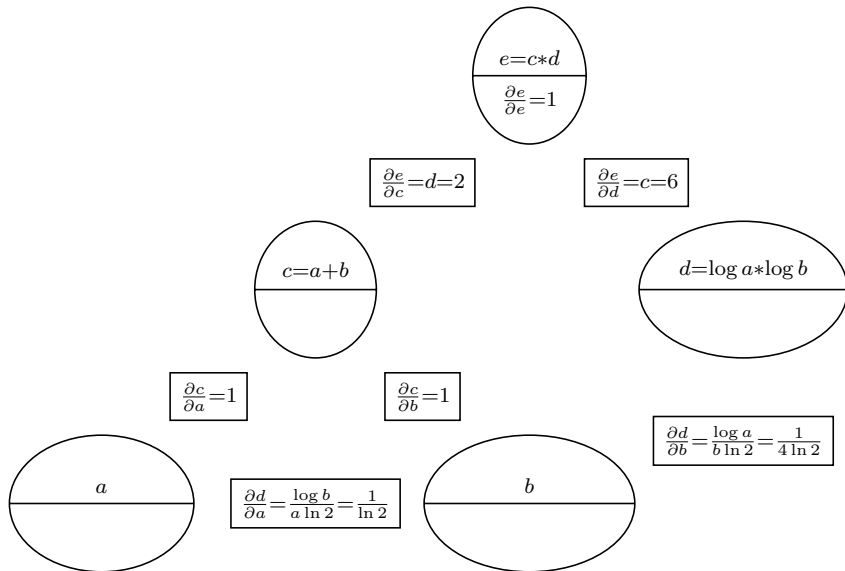 e=c*d
∂e/∂e=1
∂e/∂c=d=2
∂e/∂d=c=6
c=a+b
d=log a*log b
∂c/∂a=1
∂c/∂b=1
∂d/∂b=log a/b ln 2=1/4 ln 2
a
∂d/∂a=log b/a ln 2=1/ln 2
b